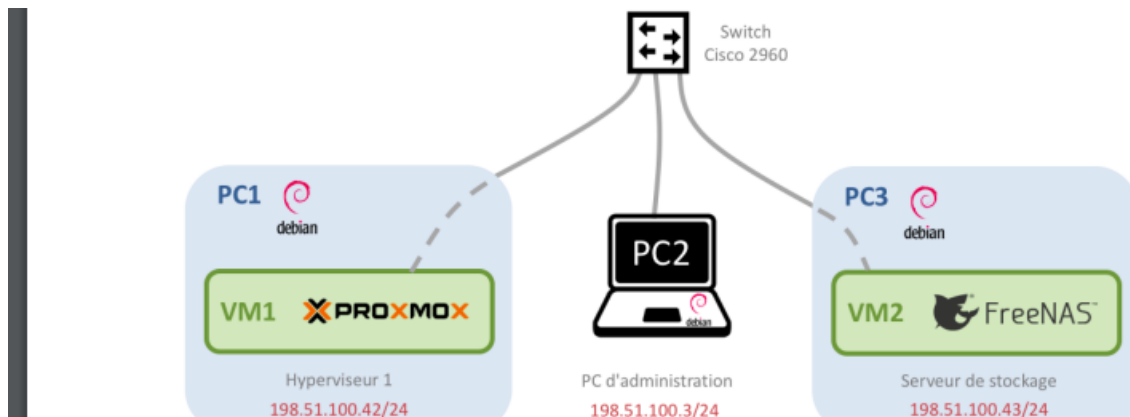 Switch
Cisco 2960
PC1
debian
VM1
PROXMOX
Hyperviseur 1
198.51.100.42/24
PC2
debian
PC d'administration
198.51.100.3/24
PC3
debian
VM2
FreeNAS™
Serveur de stockage
198.51.100.43/24